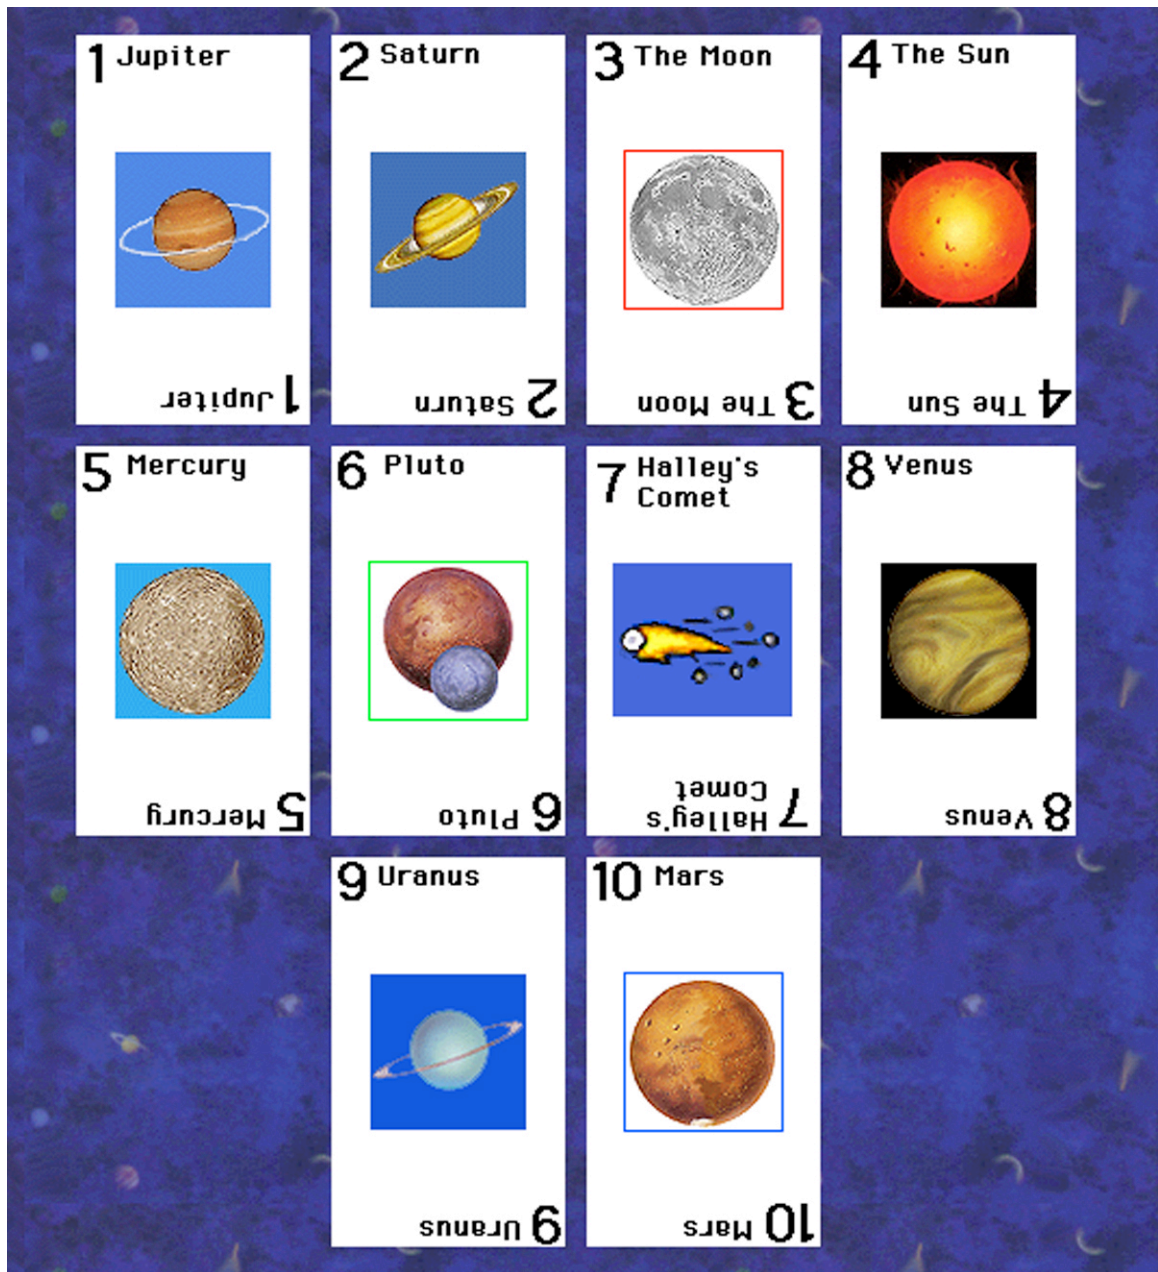 1 Jupiter
1 Jupiter
2 Saturn
2 Saturn
3 The Moon
3 The Moon
4 The Sun
4 The Sun
5 Mercury
5 Mercury
6 Pluto
6 Pluto
7 Halley's
Comet
7 Halley's
Comet
8 Venus
8 Venus
9 Uranus
9 Uranus
10 Mars
10 Mars